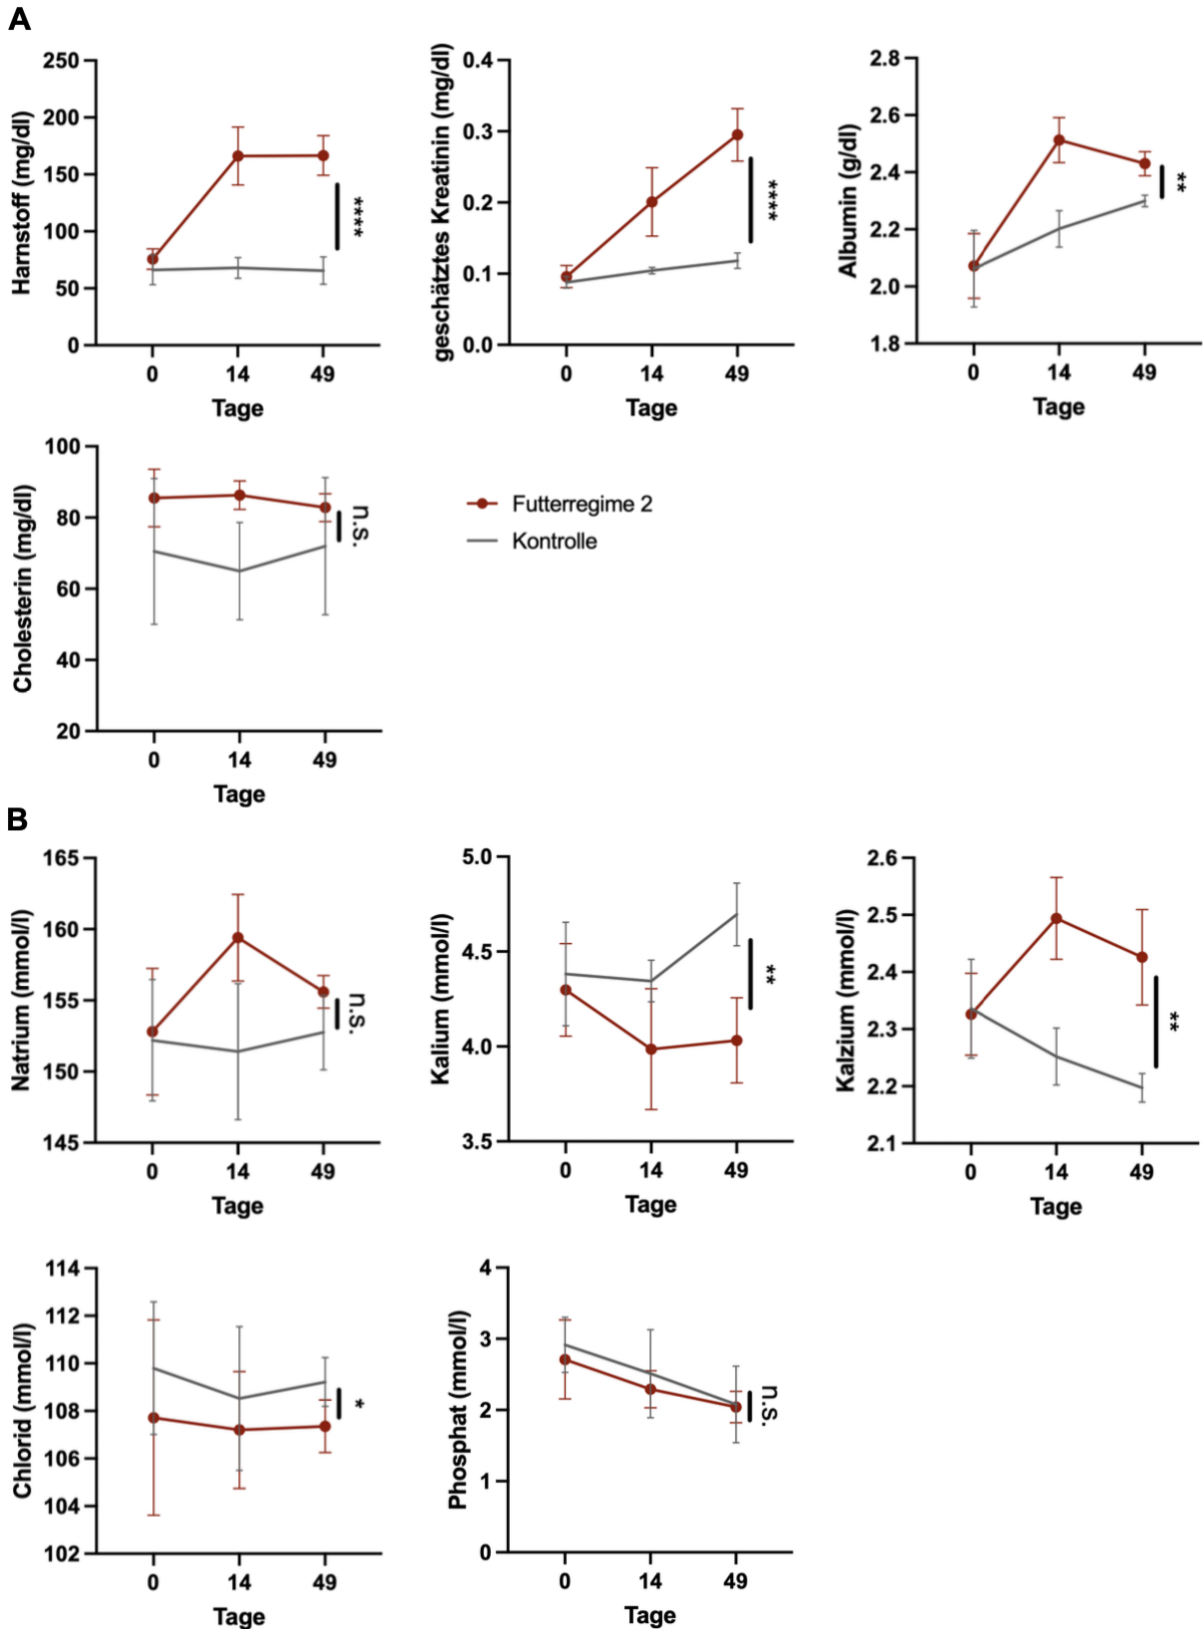 A
Harnstoff (mg/dl)
250
200
150
100
50
0
0 14 49
Tage
****
geschätztes Kreatinin (mg/dl)
0.4
0.3
0.2
0.1
0.0
0 14 49
Tage
****
Albumin (g/dl)
2.8
2.6
2.4
2.2
2.0
1.8
0 14 49
Tage
**
Cholesterin (mg/dl)
100
80
60
40
20
0 14 49
Tage
n.s.
Futterregime 2
Kontrolle
B
Natrium (mmol/l)
165
160
155
150
145
0 14 49
Tage
n.s.
Kalium (mmol/l)
5.0
4.5
4.0
3.5
0 14 49
Tage
**
Kalzium (mmol/l)
2.6
2.5
2.4
2.3
2.2
2.1
0 14 49
Tage
**
Chlorid (mmol/l)
114
112
110
108
106
104
102
0 14 49
Tage
*
Phosphat (mmol/l)
4
3
2
1
0
0 14 49
Tage
n.s.